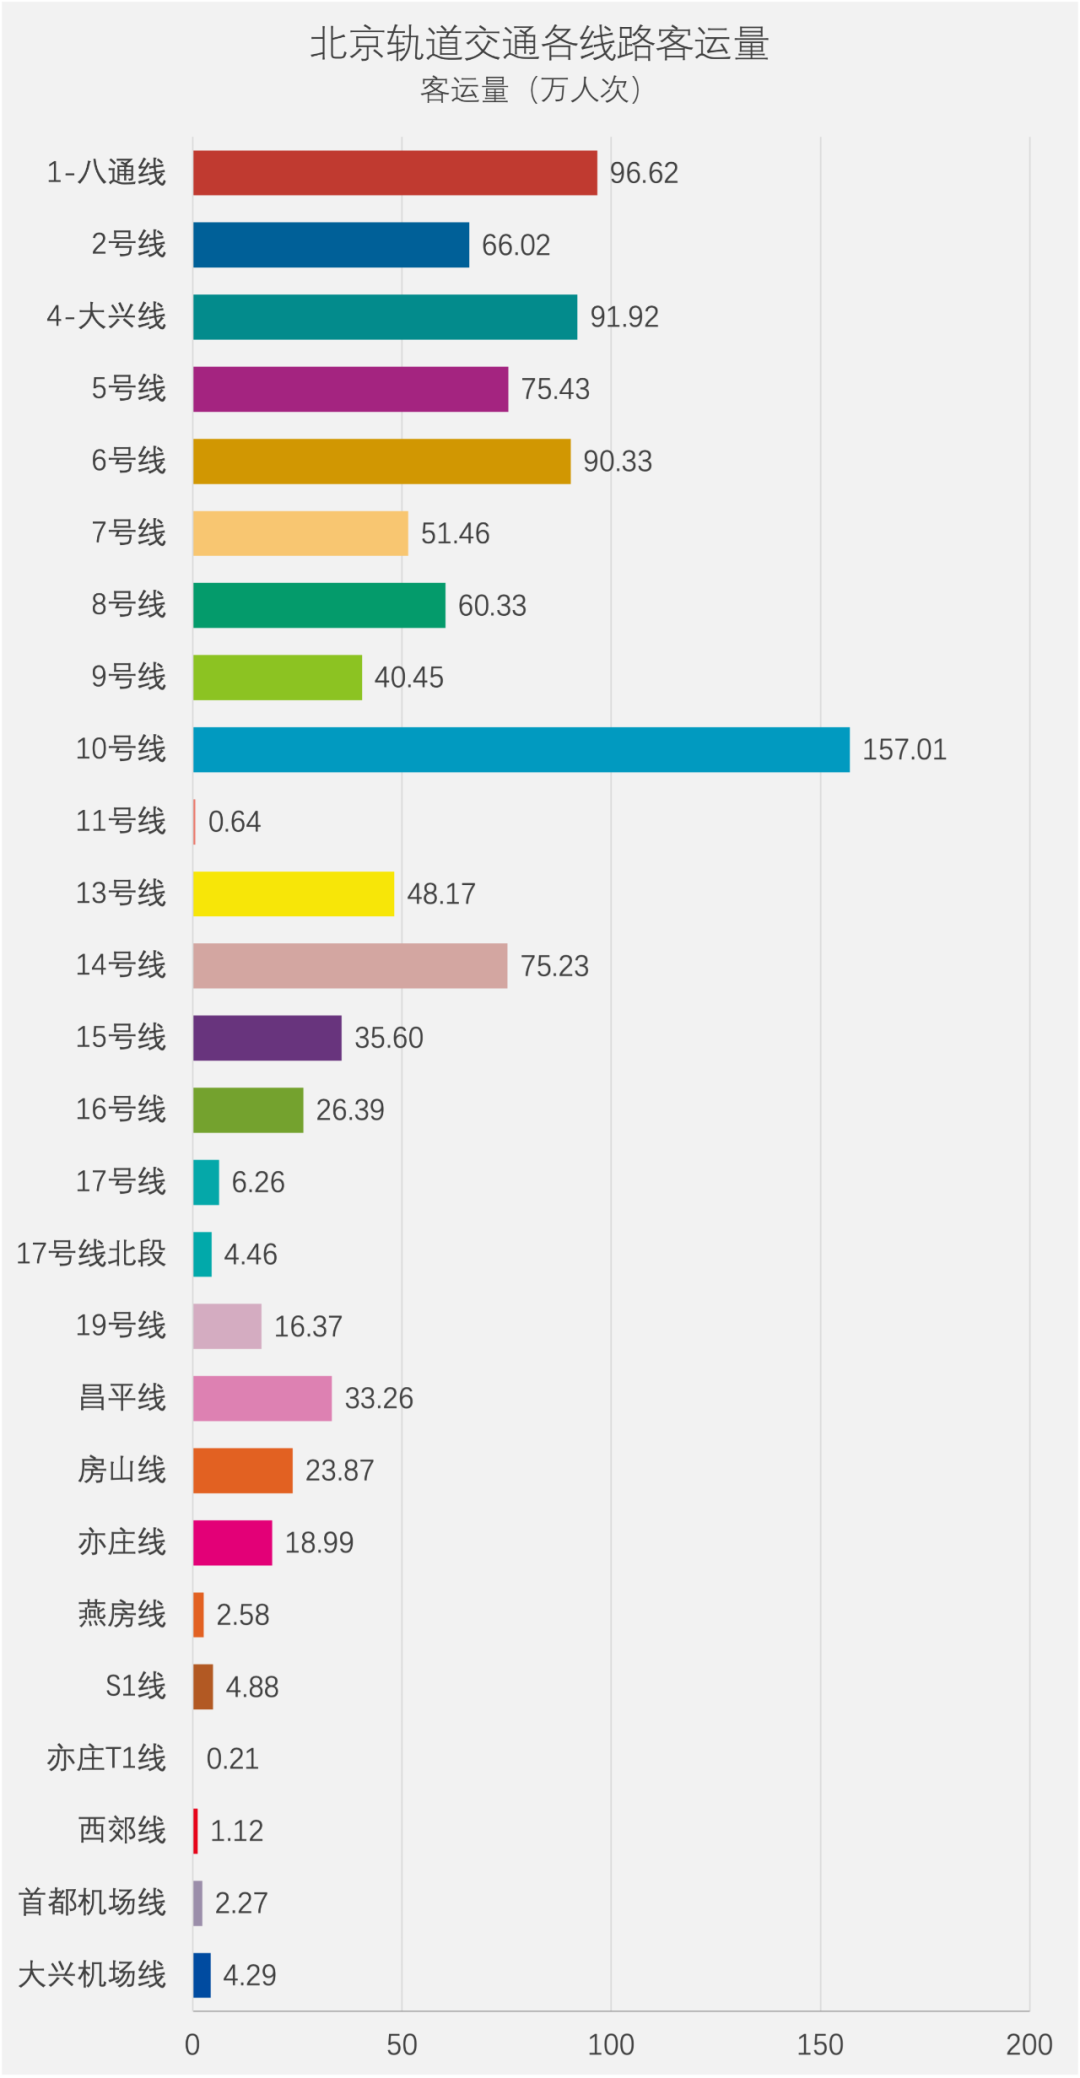 北京轨道交通各线路客运量
客运量（万人次）
1-八通线 96.62
2号线 66.02
4-大兴线 91.92
5号线 75.43
6号线 90.33
7号线 51.46
8号线 60.33
9号线 40.45
10号线 157.01
11号线 0.64
13号线 48.17
14号线 75.23
15号线 35.60
16号线 26.39
17号线 6.26
17号线北段 4.46
19号线 16.37
昌平线 33.26
房山线 23.87
亦庄线 18.99
燕房线 2.58
S1线 4.88
亦庄T1线 0.21
西郊线 1.12
首都机场线 2.27
大兴机场线 4.29
0 50 100 150 200